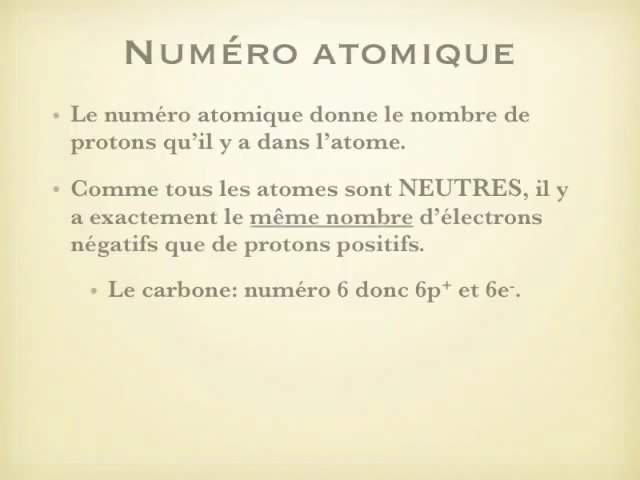 Numéro atomique
• Le numéro atomique donne le nombre de
protons qu’il y a dans l’atome.
• Comme tous les atomes sont NEUTRES, il y
a exactement le même nombre d’électrons
négatifs que de protons positifs.
• Le carbone: numéro 6 donc 6p⁺ et 6e⁻.